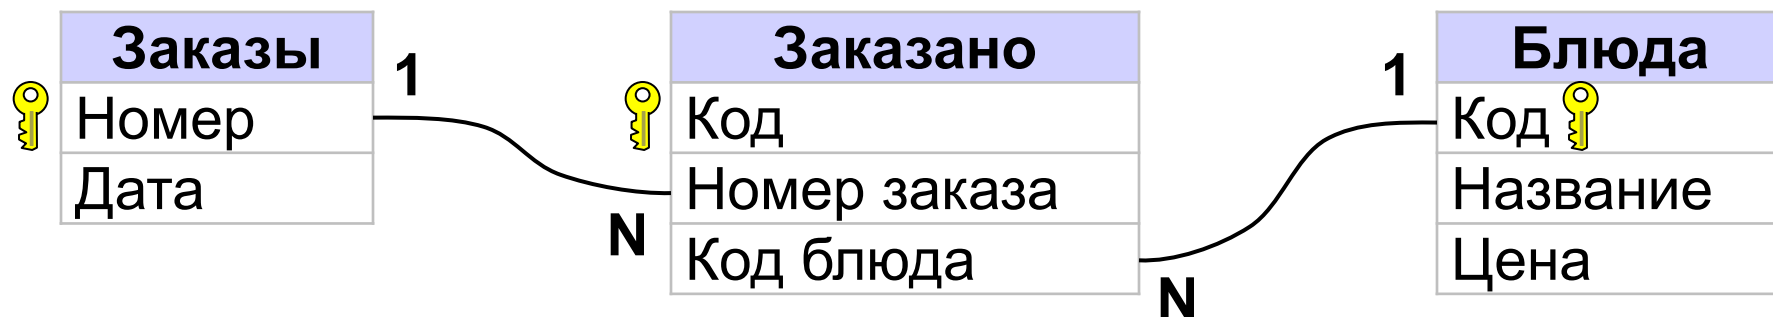 Заказы
Номер
Дата
1
N
Заказано
Код
Номер заказа
Код блюда
N
1
Блюда
Код
Название
Цена